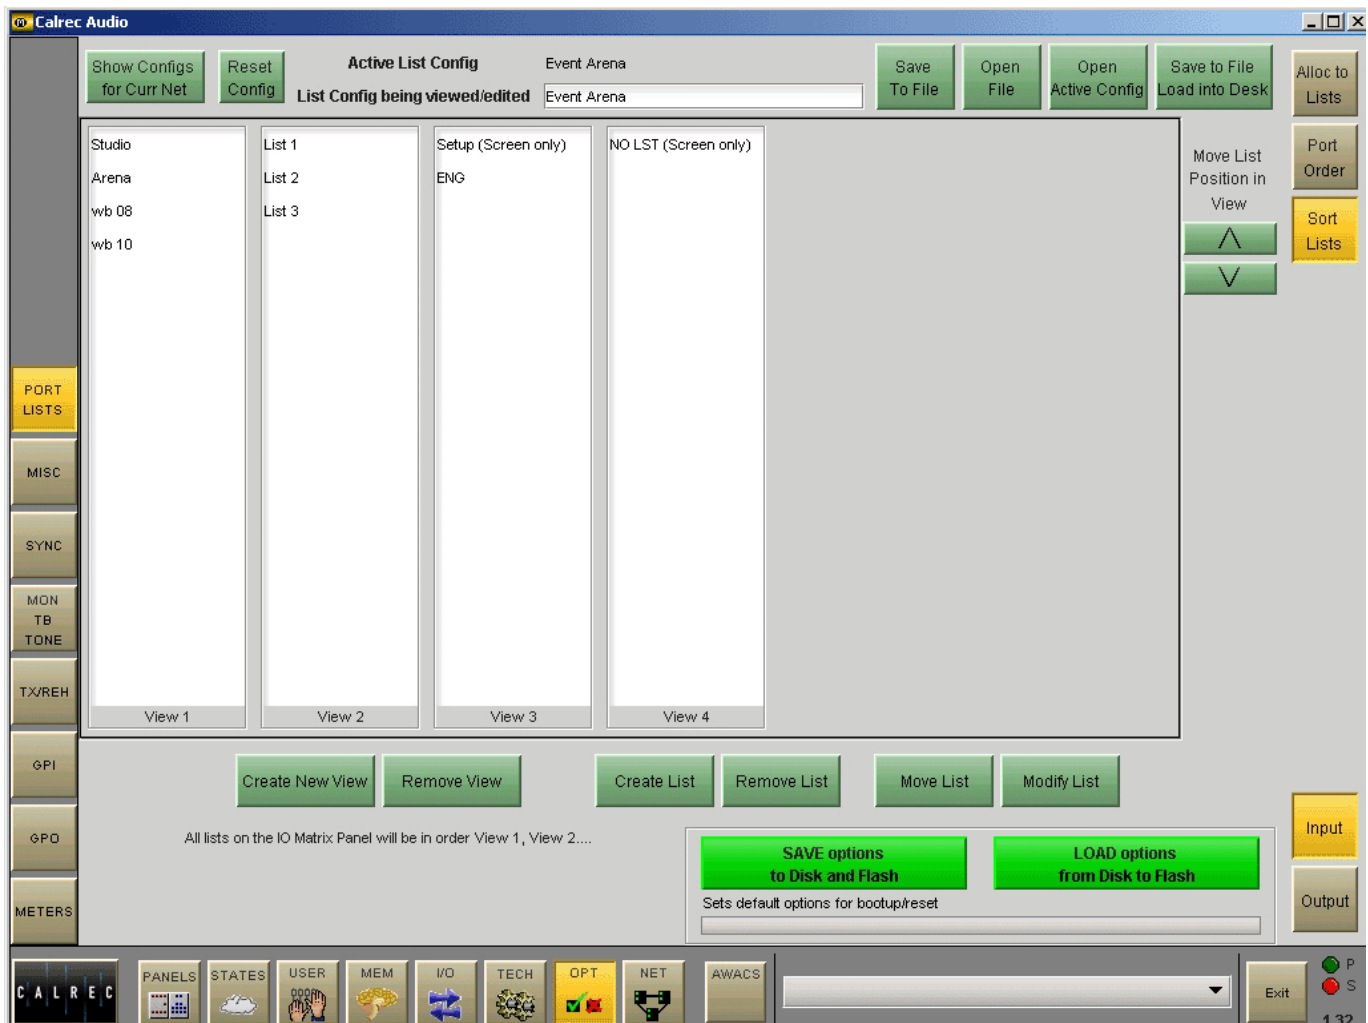 Calrec Audio
Show Configs
for Curr Net
Reset
Config
Active List Config
Event Arena
List Config being viewed/edited
Event Arena
Save
To File
Open
File
Open
Active Config
Save to File
Load into Desk
Alloc to
Lists
Port
Order
Sort
Lists
Studio
Arena
wb 08
wb 10
View 1
List 1
List 2
List 3
View 2
Setup (Screen only)
ENG
View 3
NO LST (Screen only)
View 4
Move List
Position in
View
PORT
LISTS
MISC
SYNC
MON
TB
TONE
TX/REH
GPI
GPO
METERS
Create New View
Remove View
Create List
Remove List
Move List
Modify List
All lists on the IO Matrix Panel will be in order View 1, View 2....
SAVE options
to Disk and Flash
LOAD options
from Disk to Flash
Sets default options for bootup/reset
Input
Output
CALREC
PANELS
STATES
USER
MEM
I/O
TECH
OPT
NET
AWACS
Exit
P
S
1.32